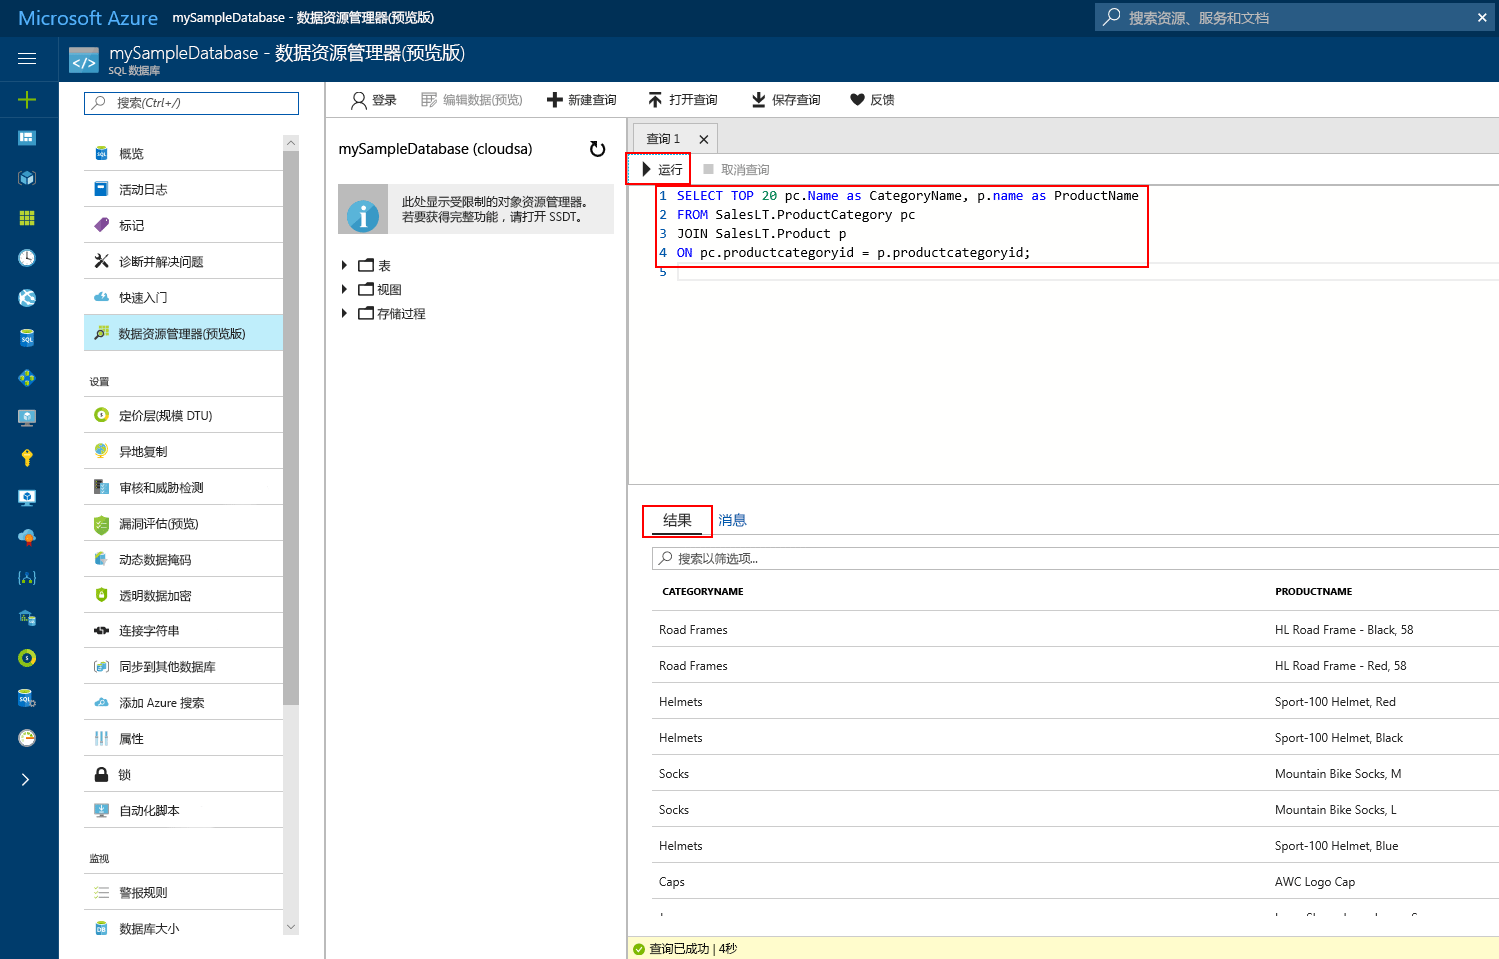 Microsoft Azure mySampleDatabase - 数据资源管理器(预览版)
搜索资源、服务和文档
mySampleDatabase - 数据资源管理器(预览版)
SQL 数据库
搜索(Ctrl+/)
概览
活动日志
标记
诊断并解决问题
快速入门
数据资源管理器(预览版)
设置
定价层(规模 DTU)
异地复制
审核和威胁检测
漏洞评估(预览)
动态数据掩码
透明数据加密
连接字符串
同步到其他数据库
添加 Azure 搜索
属性
锁
自动化脚本
监视
警报规则
数据库大小
登录 编辑数据(预览) 新建查询 打开查询 保存查询 反馈
mySampleDatabase (cloudsa)
此处显示受限制的对象资源管理器。
若要获得完整功能，请打开 SSDT。
表
视图
存储过程
查询 1
运行 取消查询
1 SELECT TOP 20 pc.Name as CategoryName, p.name as ProductName
2 FROM SalesLT.ProductCategory pc
3 JOIN SalesLT.Product p
4 ON pc.productcategoryid = p.productcategoryid;
5
结果 消息
搜索以筛选项...
CATEGORYNAME PRODUCTNAME
Road Frames HL Road Frame - Black, 58
Road Frames HL Road Frame - Red, 58
Helmets Sport-100 Helmet, Red
Helmets Sport-100 Helmet, Black
Socks Mountain Bike Socks, M
Socks Mountain Bike Socks, L
Helmets Sport-100 Helmet, Blue
Caps AWC Logo Cap
查询已成功 | 4秒